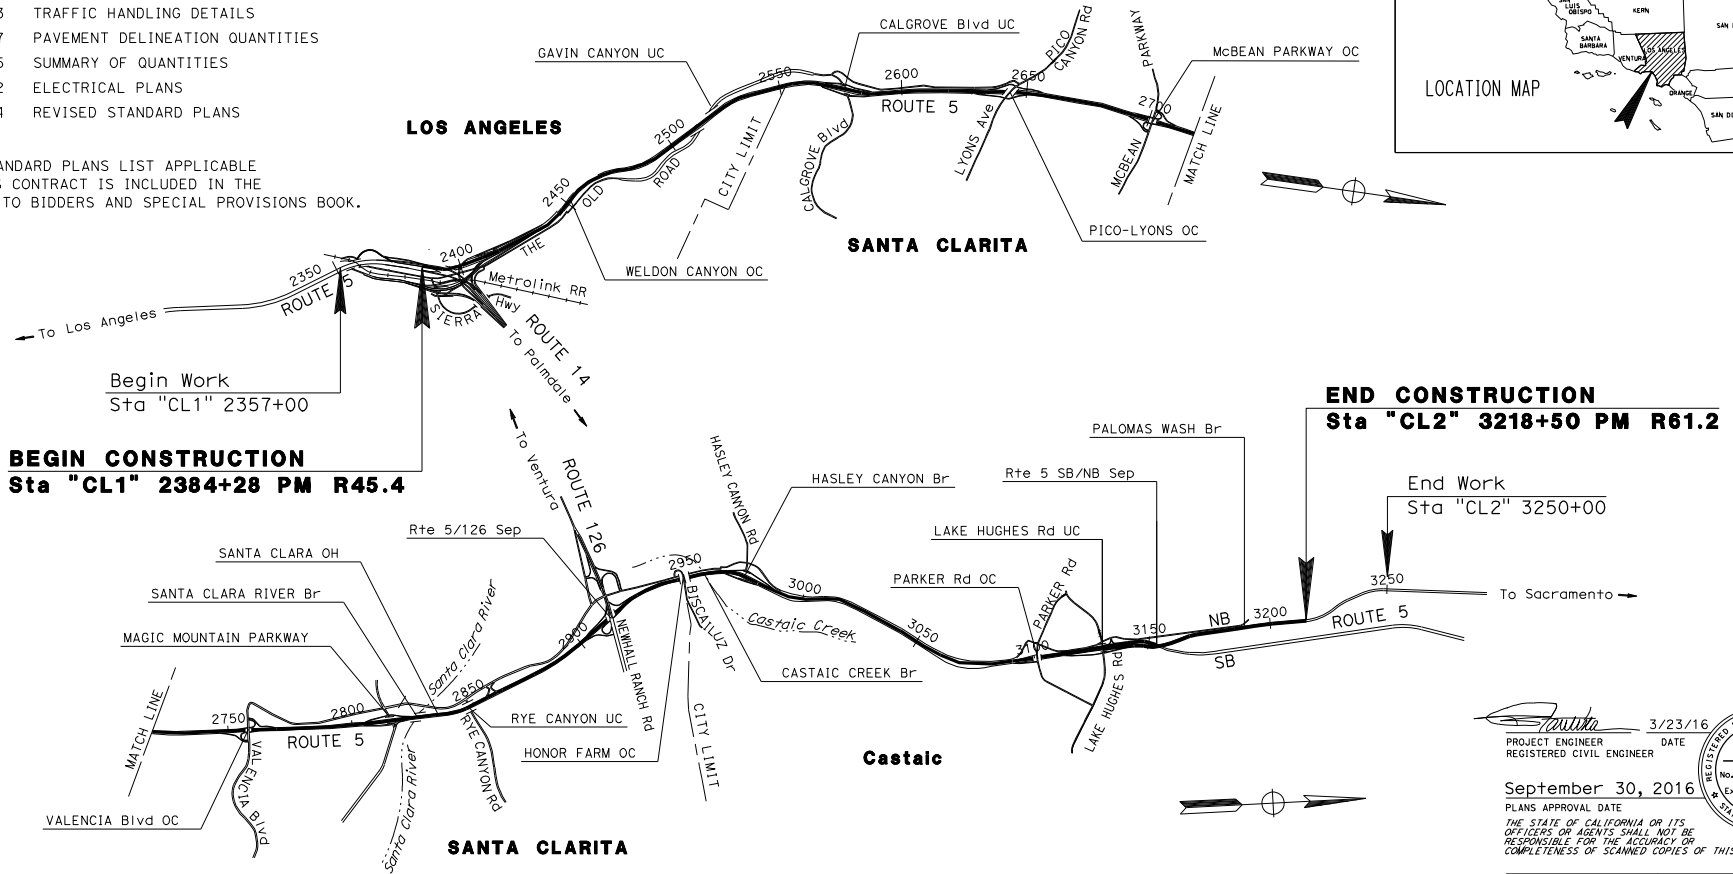 TRAFFIC HANDLING DETAILS
PAVEMENT DELINEATION QUANTITIES
SUMMARY OF QUANTITIES
ELECTRICAL PLANS
REVISED STANDARD PLANS
PLANS LIST APPLICABLE
CONTRACT IS INCLUDED IN THE
TO BIDDERS AND SPECIAL PROVISIONS BOOK.
LOS ANGELES
GAVIN CANYON UC
CALGROVE Blvd UC
PICO CANYON Rd
PARKWAY
McBEAN PARKWAY OC
2350
2400
2450
2500
2550
2600
2650
2700
ROUTE 5
ROUTE 5
THE OLD ROAD
CITY LIMIT
CALGROVE Blvd
LYONS Ave
MCBEAN
MATCH LINE
SANTA CLARITA
PICO-LYONS OC
WELDON CANYON OC
Metrolink RR
SIERRA Hwy
ROUTE 14
To Palmdale
To Los Angeles
Begin Work
Sta "CL1" 2357+00
BEGIN CONSTRUCTION
Sta "CL1" 2384+28 PM R45.4
LOCATION MAP
SAN LUIS OBISPO
KERN
SANTA BARBARA
VENTURA
LOS ANGELES
ORANGE
END CONSTRUCTION
Sta "CL2" 3218+50 PM R61.2
End Work
Sta "CL2" 3250+00
To Ventura
ROUTE 126
HASLEY CANYON Rd
HASLEY CANYON Br
PALOMAS WASH Br
Rte 5 SB/NB Sep
LAKE HUGHES Rd UC
PARKER Rd OC
PARKER Rd
Rte 5/126 Sep
SANTA CLARA OH
SANTA CLARA RIVER Br
MAGIC MOUNTAIN PARKWAY
Santa Clara River
2750
2800
2850
2900
2950
3000
3050
3100
3150
3200
3250
NB
SB
ROUTE 5
ROUTE 5
To Sacramento
MATCH LINE
VALENCIA Blvd
VALENCIA Blvd OC
Santa Clara River
RYE CANYON Rd
RYE CANYON UC
HONOR FARM OC
NEWHALL RANCH Rd
BISCAILUZ Dr
CITY LIMIT
Castaic Creek
CASTAIC CREEK Br
LAKE HUGHES Rd
Castaic
SANTA CLARITA
3/23/16
PROJECT ENGINEER
DATE
REGISTERED CIVIL ENGINEER
September 30, 2016
PLANS APPROVAL DATE
THE STATE OF CALIFORNIA OR ITS
OFFICERS OR AGENTS SHALL NOT BE
RESPONSIBLE FOR THE ACCURACY OR
COMPLETENESS OF SCANNED COPIES OF
REGISTERED
No.